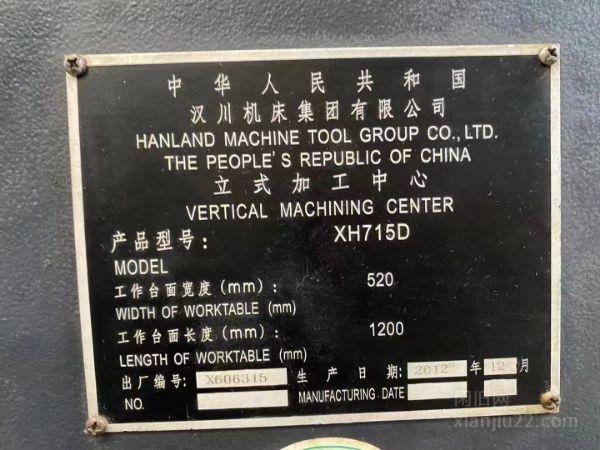 中华人民共和国
汉川机床集团有限公司
HANLAND MACHINE TOOL GROUP CO.,LTD.
THE PEOPLE'S REPUBLIC OF CHINA
立式加工中心
VERTICAL MACHINING CENTER
产品型号: XH715D
MODEL
工作台面宽度(mm): 520
WIDTH OF WORKTABLE (mm)
工作台面长度(mm): 1200
LENGTH OF WORKTABLE (mm)
出厂编号: X606315 生产日期: 2012 年 12 月
NO. MANUFACTURING DATE
闲旧网
xianjiu22.com